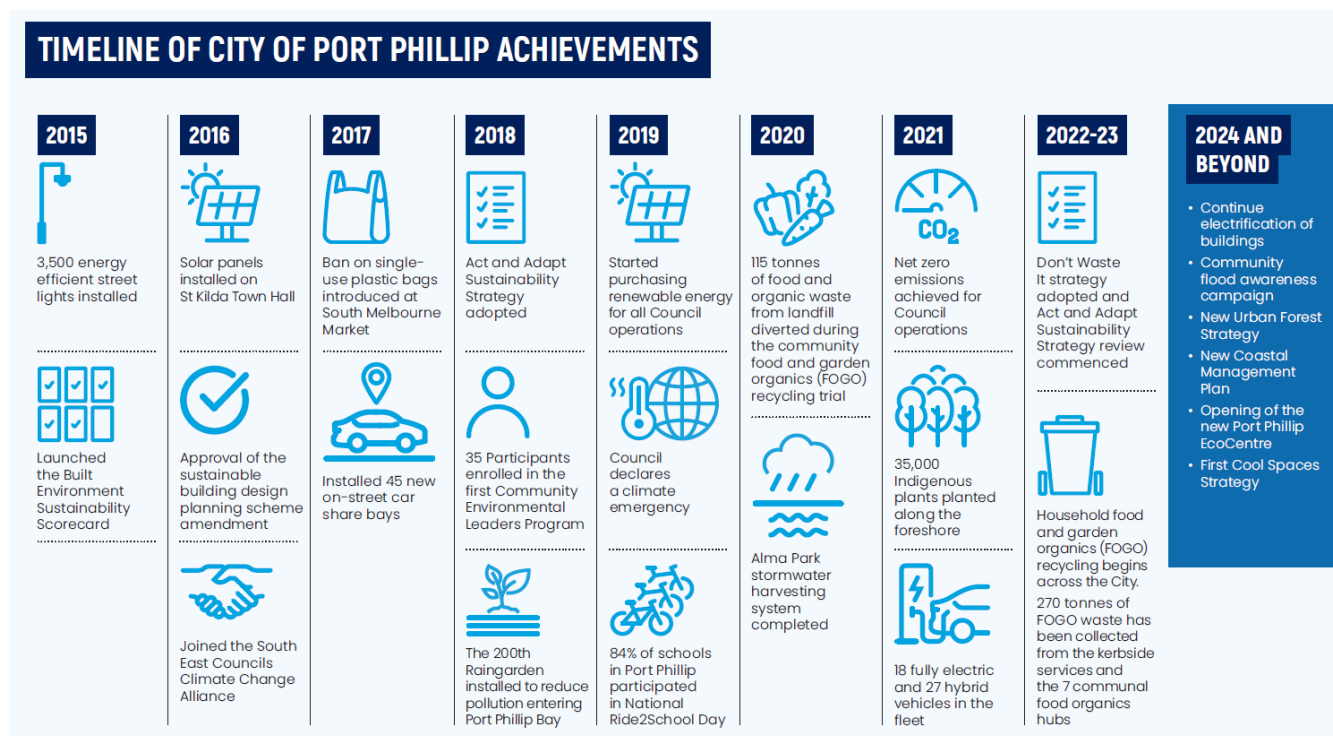 TIMELINE OF CITY OF PORT PHILLIP ACHIEVEMENTS
2015
3,500 energy
efficient street
lights installed
Launched
the Built
Environment
Sustainability
Scorecard
2016
Solar panels
installed on
St Kilda Town Hall
Approval of the
sustainable
building design
planning scheme
amendment
Joined the South
East Councils
Climate Change
Alliance
2017
Ban on single-
use plastic bags
introduced at
South Melbourne
Market
Installed 45 new
on-street car
share bays
2018
Act and Adapt
Sustainability
Strategy
adopted
35 Participants
enrolled in the
first Community
Environmental
Leaders Program
The 200th
Raingarden
installed to reduce
pollution entering
Port Phillip Bay
2019
Started
purchasing
renewable energy
for all Council
operations
Council
declares
a climate
emergency
84% of schools
in Port Phillip
participated
in National
Ride2School Day
2020
115 tonnes
of food and
organic waste
from landfill
diverted during
the community
food and garden
organics (FOGO)
recycling trial
Alma Park
stormwater
harvesting
system
completed
2021
CO2
Net zero
emissions
achieved for
Council
operations
35,000
Indigenous
plants planted
along the
foreshore
18 fully electric
and 27 hybrid
vehicles in the
fleet
2022-23
Don't Waste
It strategy
adopted and
Act and Adapt
Sustainability
Strategy review
commenced
Household food
and garden
organics (FOGO)
recycling begins
across the City.
270 tonnes of
FOGO waste has
been collected
from the kerbside
services and
the 7 communal
food organics
hubs
2024 AND
BEYOND
• Continue
electrification of
buildings
• Community
flood awareness
campaign
• New Urban Forest
Strategy
• New Coastal
Management
Plan
• Opening of the
new Port Phillip
EcoCentre
• First Cool Spaces
Strategy